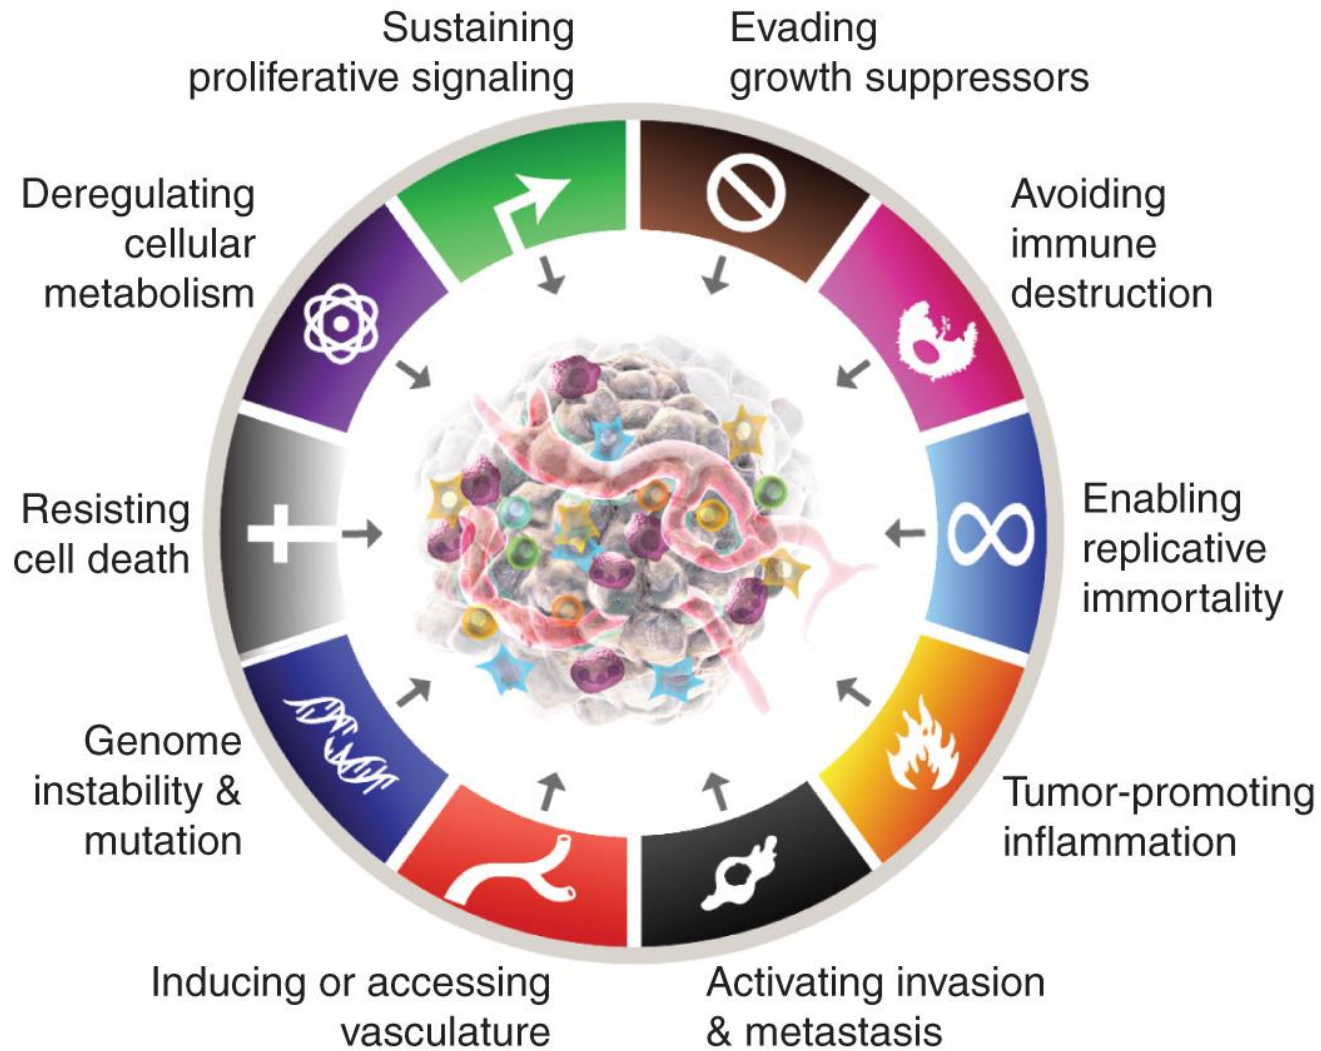 Sustaining
proliferative signaling
Evading
growth suppressors
Avoiding
immune
destruction
Enabling
replicative
immortality
Tumor-promoting
inflammation
Activating invasion
& metastasis
Inducing or accessing
vasculature
Genome
instability &
mutation
Resisting
cell death
Deregulating
cellular
metabolism